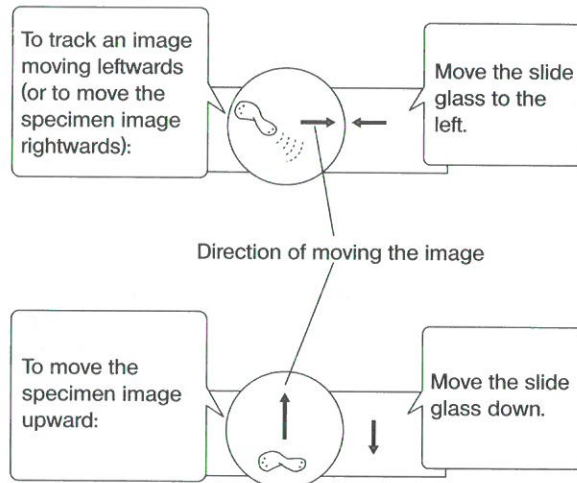 To track an image
moving leftwards
(or to move the
specimen image
rightwards):
Move the slide
glass to the
left.
Direction of moving the image
To move the
specimen image
upward:
Move the slide
glass down.